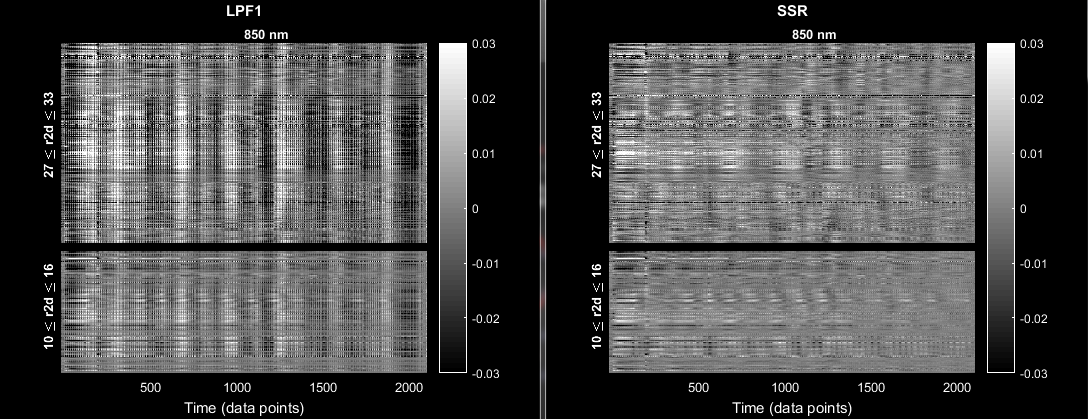 LPF1
850 nm
27 ≤ r2d ≤ 33
10 ≤ r2d ≤ 16
0.03
0.02
0.01
0
-0.01
-0.02
-0.03
500 1000 1500 2000
Time (data points)
SSR
850 nm
27 ≤ r2d ≤ 33
10 ≤ r2d ≤ 16
0.03
0.02
0.01
0
-0.01
-0.02
-0.03
500 1000 1500 2000
Time (data points)